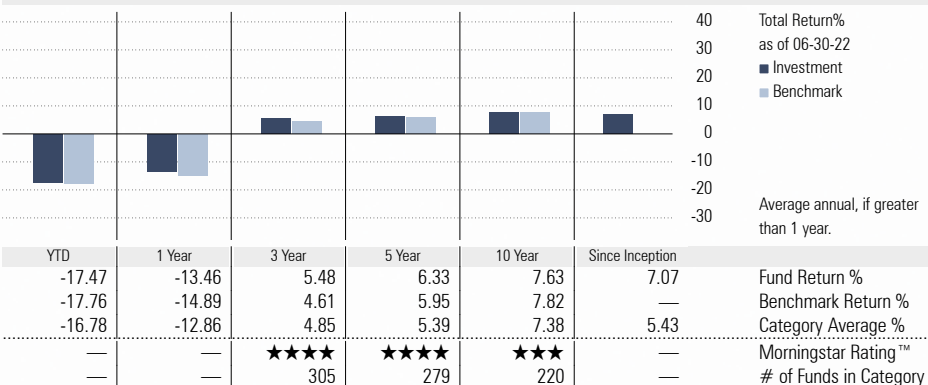 40
30
20
10
0
-10
-20
-30
Total Return%
as of 06-30-22
Investment
Benchmark
Average annual, if greater
than 1 year.
YTD 1 Year 3 Year 5 Year 10 Year Since Inception
-17.47 -13.46 5.48 6.33 7.63 7.07 Fund Return %
-17.76 -14.89 4.61 5.95 7.82 — Benchmark Return %
-16.78 -12.86 4.85 5.39 7.38 5.43 Category Average %
— — ★★★★ ★★★★ ★★★ — Morningstar Rating™
— — 305 279 220 — # of Funds in Category